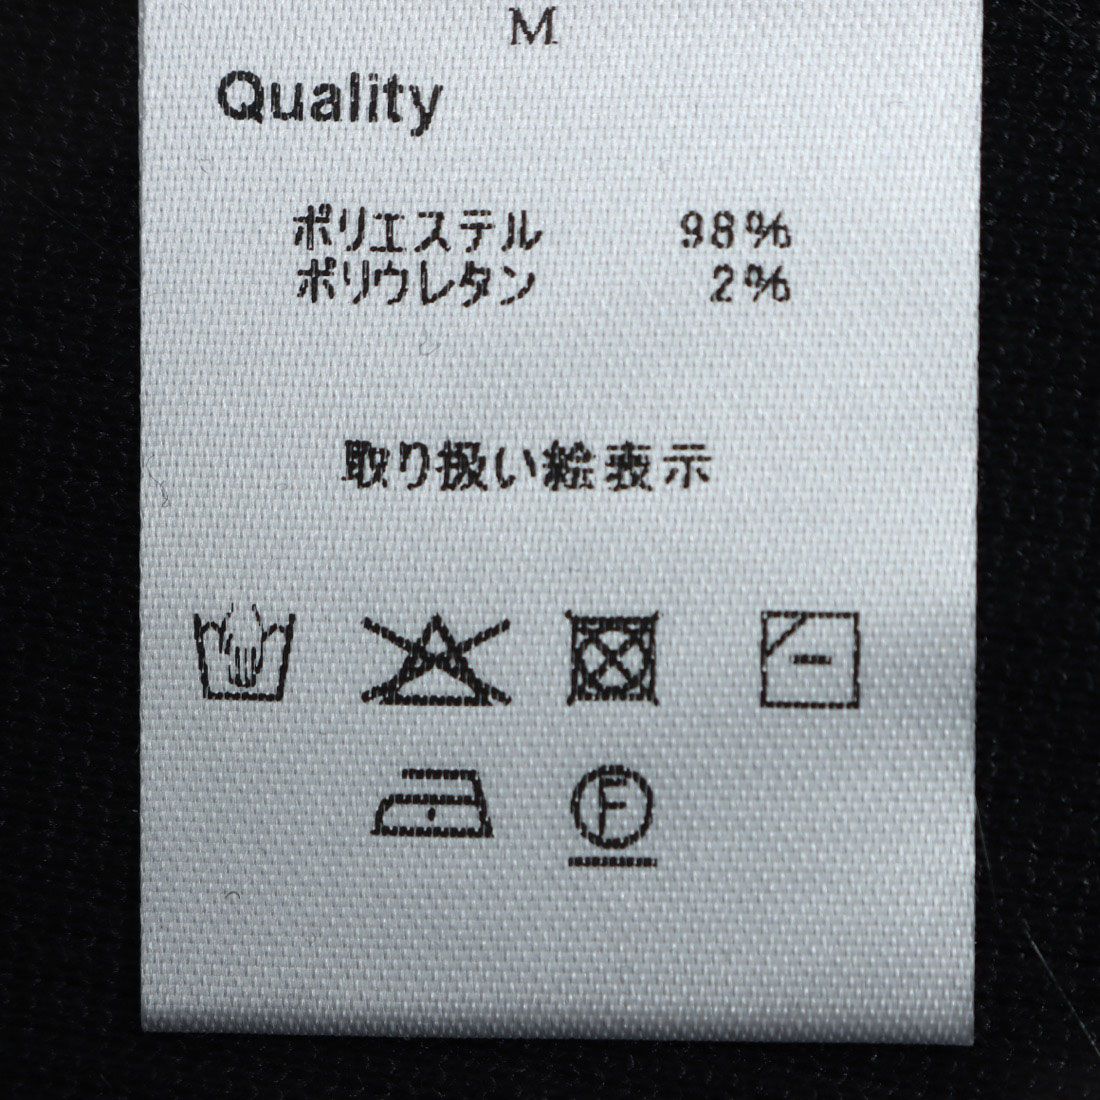 M
Quality
ポリエステル 98%
ポリウレタン 2%
取り扱い絵表示
F